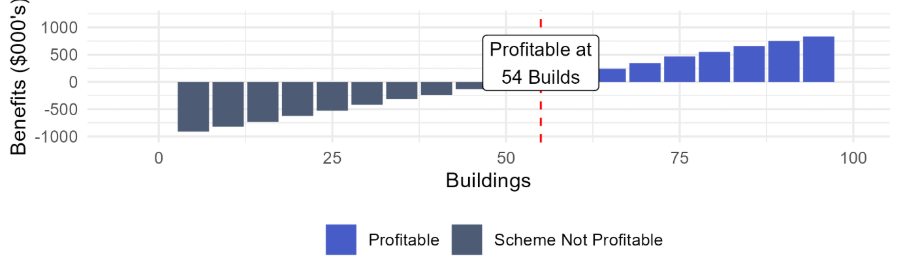 Benefits ($000's)
1000
500
0
-500
-1000
Profitable at
54 Builds
0 25 50 75 100
Buildings
Profitable Scheme Not Profitable